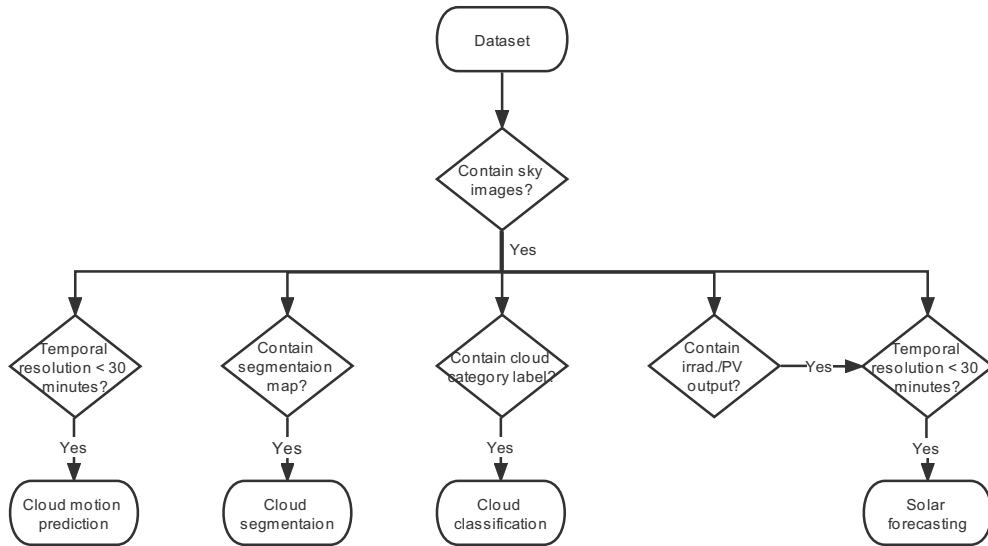 Dataset
Contain sky
images?
Yes
Temporal
resolution < 30
minutes?
Contain
segmentaion
map?
Contain cloud
category label?
Contain
irrad./PV
output?
Yes
Temporal
resolution < 30
minutes?
Yes
Yes
Yes
Yes
Cloud motion
prediction
Cloud
segmentaion
Cloud
classification
Solar
forecasting